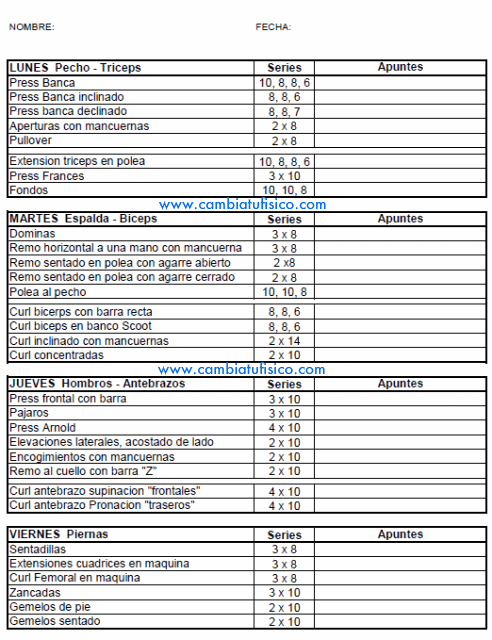 NOMBRE: FECHA:
LUNES Pecho - Triceps Series Apuntes
Press Banca 10, 8, 8, 6
Press Banca inclinado 8, 8, 6
Press banca declinado 8, 8, 7
Aperturas con mancuernas 2 x 8
Pullover 2 x 8
Extension triceps en polea 10, 8, 8, 6
Press Frances 3 x 10
Fondos 10, 10, 8
www.cambiatufisico.com
MARTES Espalda - Biceps Series Apuntes
Dominas 3 x 8
Remo horizontal a una mano con mancuerna 3 x 8
Remo sentado en polea con agarre abierto 2 x8
Remo sentado en polea con agarre cerrado 2 x 8
Polea al pecho 10, 10, 8
Curl bicerps con barra recta 8, 8, 6
Curl biceps en banco Scoot 8, 8, 6
Curl inclinado con mancuernas 2 x 14
Curl concentradas 2 x 10
www.cambiatufisico.com
JUEVES Hombros - Antebrazos Series Apuntes
Press frontal con barra 3 x 10
Pajaros 3 x 10
Press Arnold 4 x 10
Elevaciones laterales, acostado de lado 2 x 10
Encogimientos con mancuernas 2 x 10
Remo al cuello con barra "Z" 2 x 10
Curl antebrazo supinacion "frontales" 4 x 10
Curl antebrazo Pronacion "traseros" 4 x 10
VIERNES Piernas Series Apuntes
Sentadillas 3 x 8
Extensiones cuadrices en maquina 3 x 8
Curl Femoral en maquina 3 x 8
Zancadas 3 x 10
Gemelos de pie 2 x 10
Gemelos sentado 2 x 10